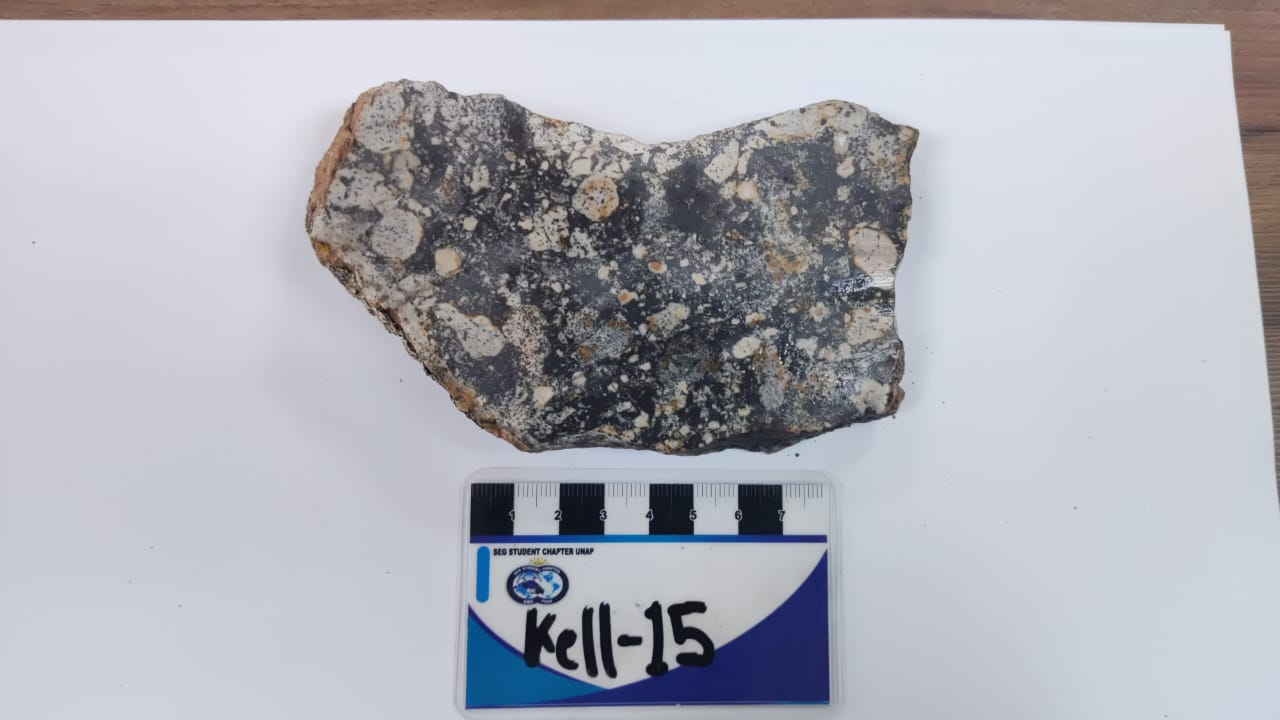 1 2 3 4 5 6 7
SEG STUDENT CHAPTER UNAP
Kell-15